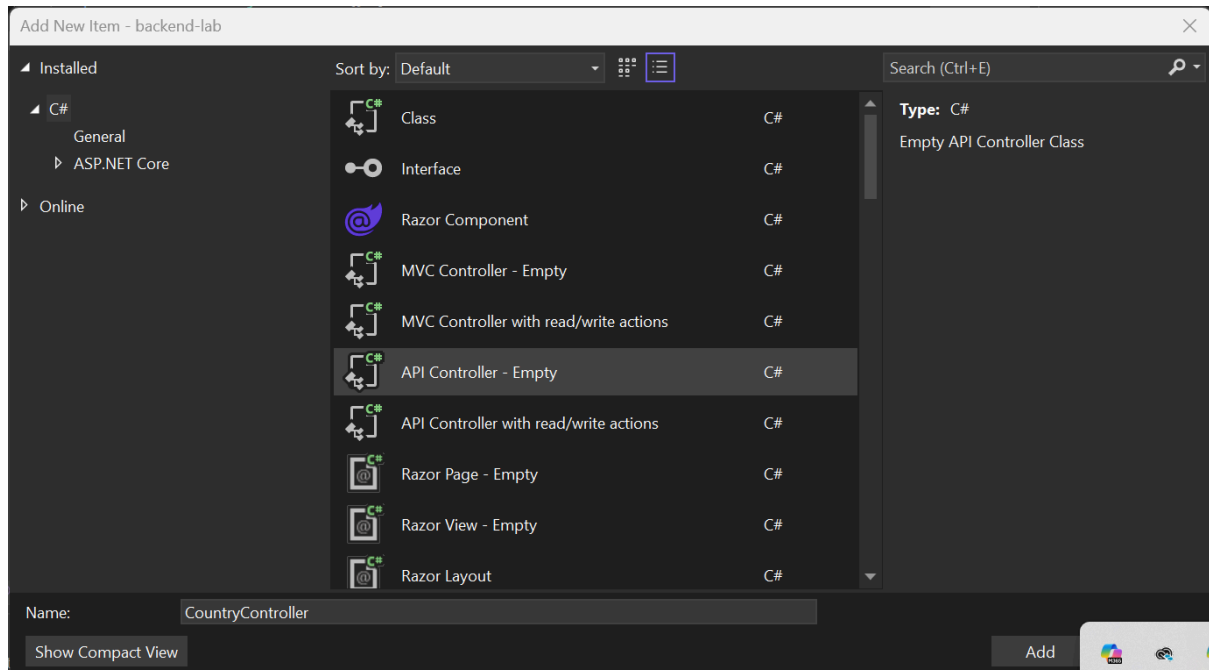 Add New Item - backend-lab
Installed
C#
General
ASP.NET Core
Online
Sort by: Default
Class C#
Interface C#
Razor Component C#
MVC Controller - Empty C#
MVC Controller with read/write actions C#
API Controller - Empty C#
API Controller with read/write actions C#
Razor Page - Empty C#
Razor View - Empty C#
Razor Layout C#
Search (Ctrl+E)
Type: C#
Empty API Controller Class
Name: CountryController
Show Compact View
Add
M365